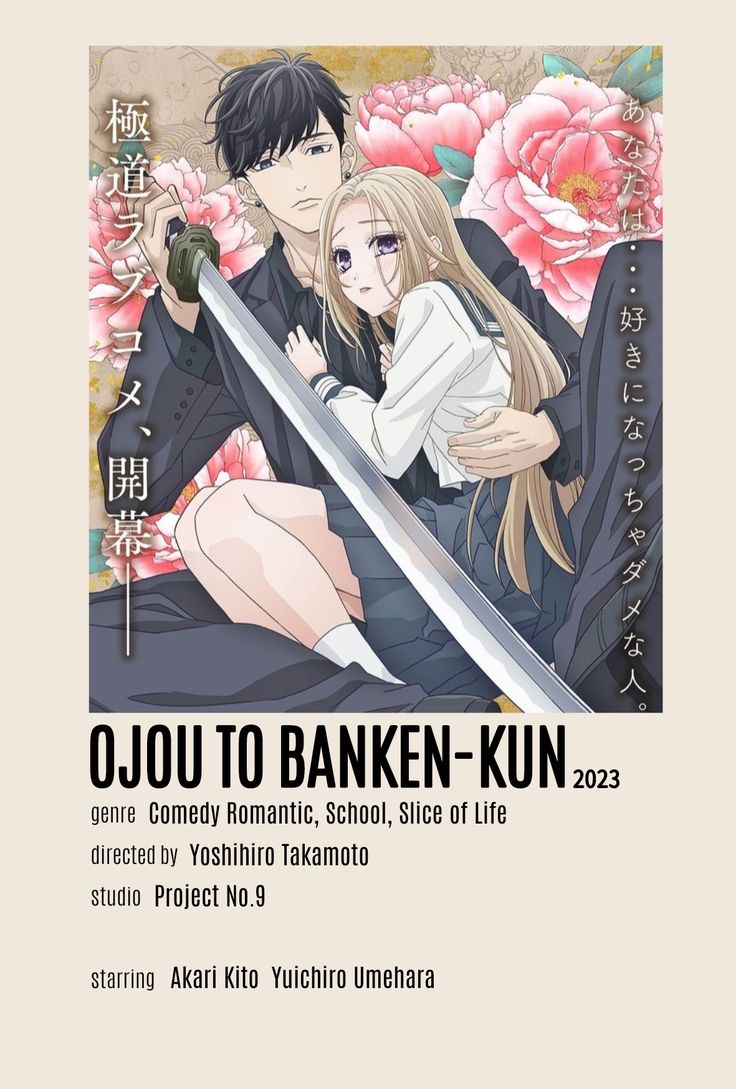 極道ラブコメ、開幕――
あなたは・・・好きになっちゃダメな人。
OJOU TO BANKEN-KUN 2023
genre Comedy Romantic, School, Slice of Life
directed by Yoshihiro Takamoto
studio Project No.9
starring Akari Kito Yuichiro Umehara